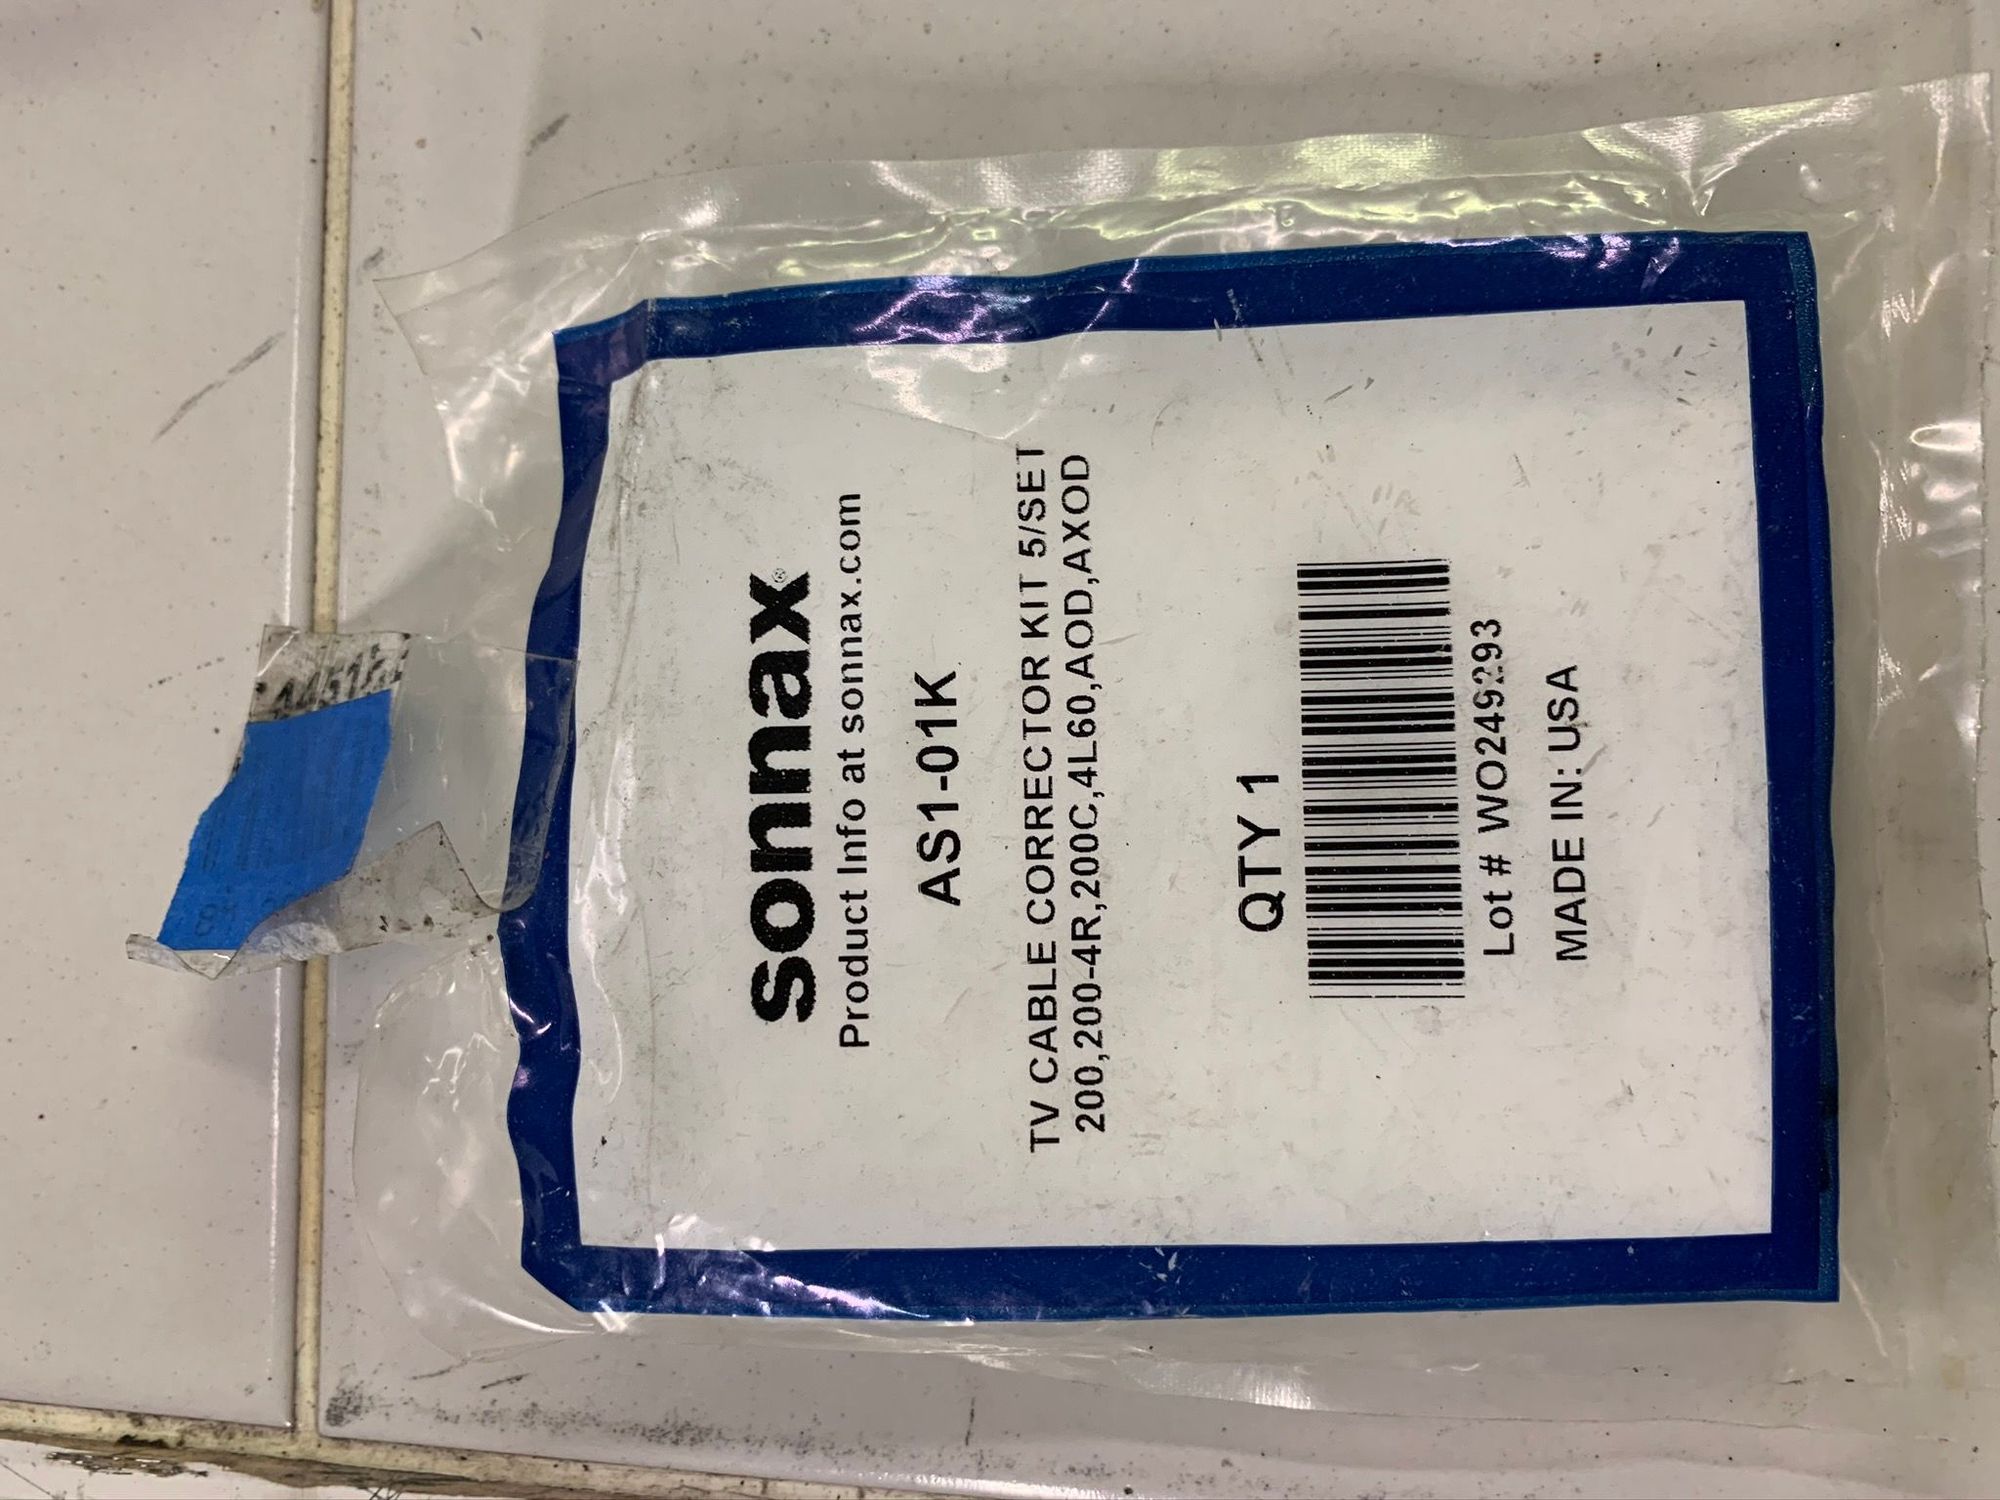 sonnax®
Product Info at sonnax.com
AS1-01K
TV CABLE CORRECTOR KIT 5/SET
200,200-4R,200C,4L60,AOD,AXOD
QTY 1
Lot # WO249293
MADE IN: USA